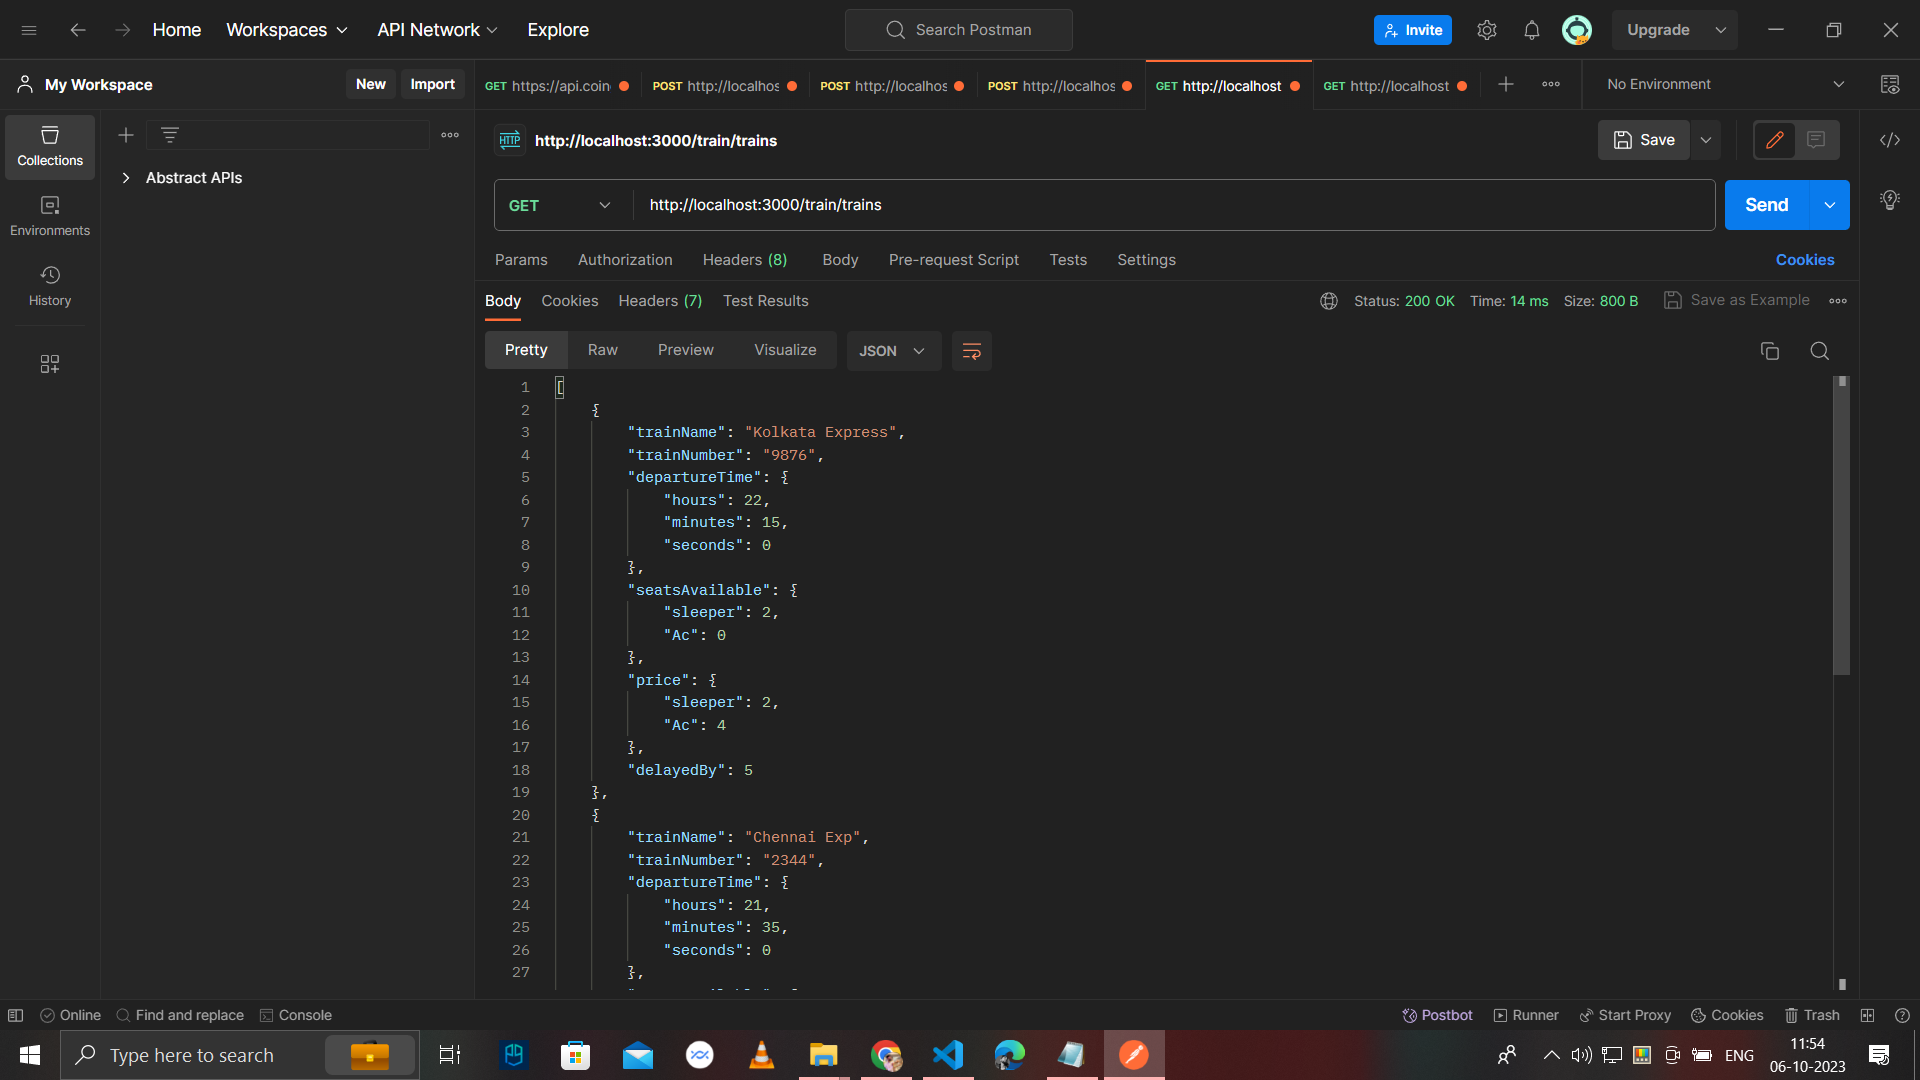 Home
Workspaces
API Network
Explore
Search Postman
Invite
Upgrade
My Workspace
New
Import
GET https://api.coin
POST http://localhos
POST http://localhos
POST http://localhos
GET http://localhost
GET http://localhost
No Environment
Collections
Environments
History
Abstract APIs
HTTP
http://localhost:3000/train/trains
Save
GET
http://localhost:3000/train/trains
Send
Params
Authorization
Headers (8)
Body
Pre-request Script
Tests
Settings
Cookies
Body
Cookies
Headers (7)
Test Results
Status: 200 OK
Time: 14 ms
Size: 800 B
Save as Example
Pretty
Raw
Preview
Visualize
JSON
1 [
2 {
3 "trainName": "Kolkata Express",
4 "trainNumber": "9876",
5 "departureTime": {
6 "hours": 22,
7 "minutes": 15,
8 "seconds": 0
9 },
10 "seatsAvailable": {
11 "sleeper": 2,
12 "Ac": 0
13 },
14 "price": {
15 "sleeper": 2,
16 "Ac": 4
17 },
18 "delayedBy": 5
19 },
20 {
21 "trainName": "Chennai Exp",
22 "trainNumber": "2344",
23 "departureTime": {
24 "hours": 21,
25 "minutes": 35,
26 "seconds": 0
27 },
Online
Find and replace
Console
Postbot
Runner
Start Proxy
Cookies
Trash
Type here to search
ENG
11:54
06-10-2023